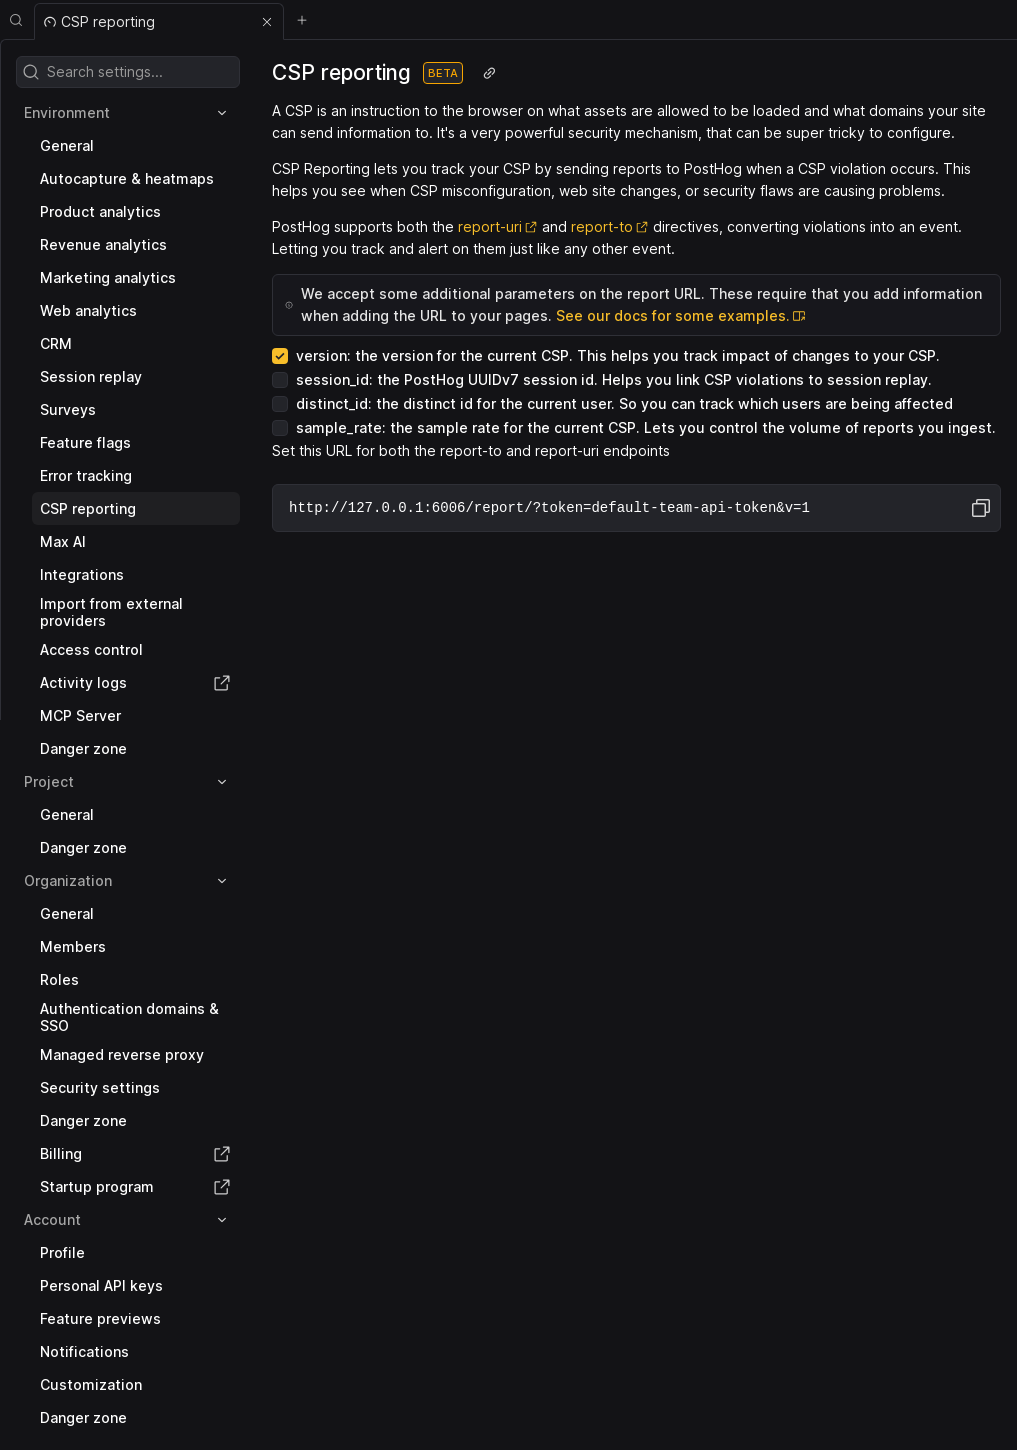 CSP reporting
Search settings...
Environment
General
Autocapture & heatmaps
Product analytics
Revenue analytics
Marketing analytics
Web analytics
CRM
Session replay
Surveys
Feature flags
Error tracking
CSP reporting
Max AI
Integrations
Import from external
providers
Access control
Activity logs
MCP Server
Danger zone
Project
General
Danger zone
Organization
General
Members
Roles
Authentication domains &
SSO
Managed reverse proxy
Security settings
Danger zone
Billing
Startup program
Account
Profile
Personal API keys
Feature previews
Notifications
Customization
Danger zone
CSP reporting BETA
A CSP is an instruction to the browser on what assets are allowed to be loaded and what domains your site
can send information to. It's a very powerful security mechanism, that can be super tricky to configure.
CSP Reporting lets you track your CSP by sending reports to PostHog when a CSP violation occurs. This
helps you see when CSP misconfiguration, web site changes, or security flaws are causing problems.
PostHog supports both the report-uri and report-to directives, converting violations into an event.
Letting you track and alert on them just like any other event.
We accept some additional parameters on the report URL. These require that you add information
when adding the URL to your pages. See our docs for some examples.
version: the version for the current CSP. This helps you track impact of changes to your CSP.
session_id: the PostHog UUIDv7 session id. Helps you link CSP violations to session replay.
distinct_id: the distinct id for the current user. So you can track which users are being affected
sample_rate: the sample rate for the current CSP. Lets you control the volume of reports you ingest.
Set this URL for both the report-to and report-uri endpoints
http://127.0.0.1:6006/report/?token=default-team-api-token&v=1